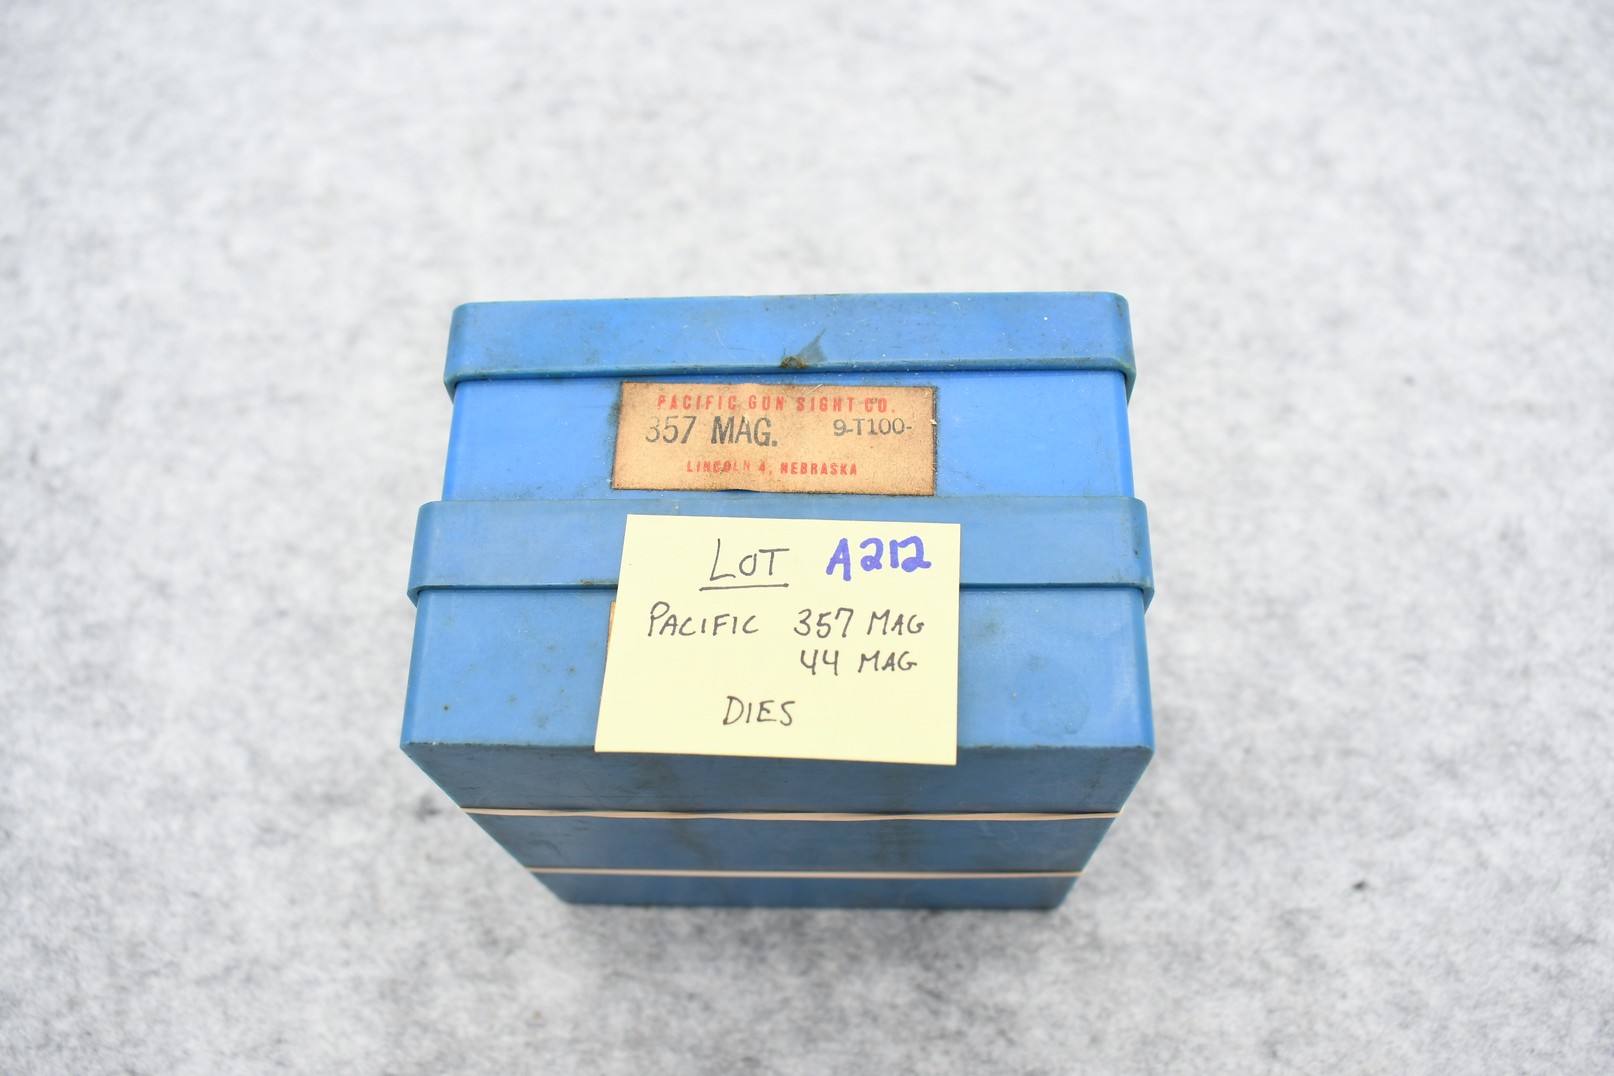 PACIFIC GUN SIGHT CO.
357 MAG. 9-T100-
LINCOLN 4, NEBRASKA
LOT A212
PACIFIC 357 MAG
44 MAG
DIES